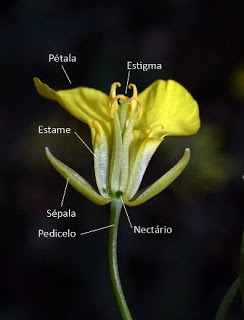 Pétala
Estigma
Estame
Sépala
Pedicelo
Nectário